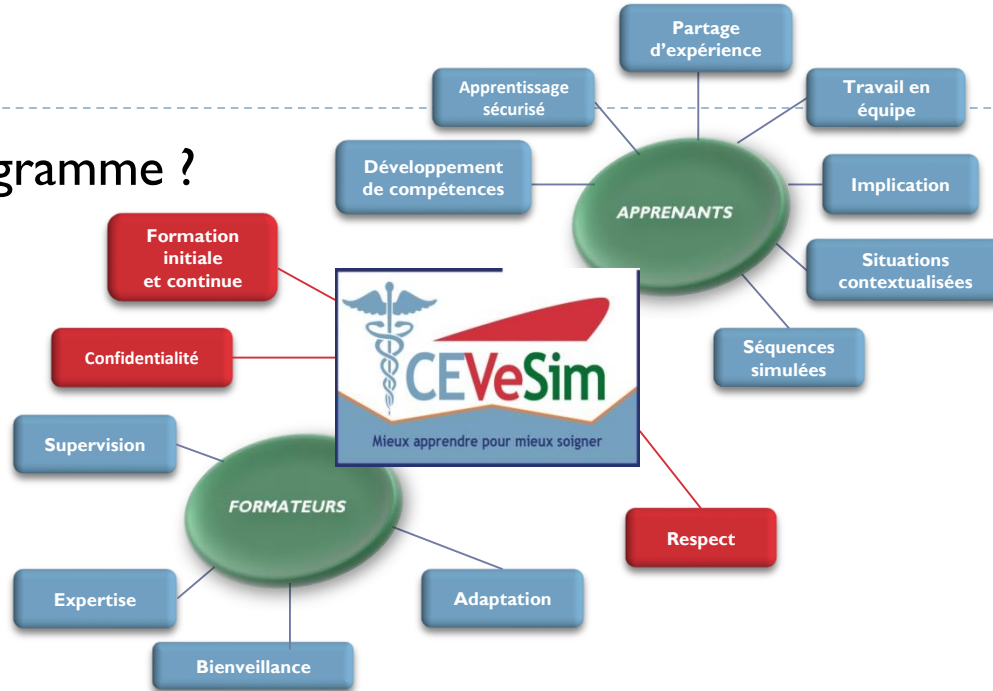 Partage
d'expérience
Apprentissage
sécurisé
Travail en
équipe
gramme ?
Développement
de compétences
Implication
APPRENANTS
Formation
initiale
et continue
Situations
contextualisées
Confidentialité
Séquences
simulées
CEVeSim
Mieux apprendre pour mieux soigner
Supervision
FORMATEURS
Respect
Expertise
Adaptation
Bienveillance